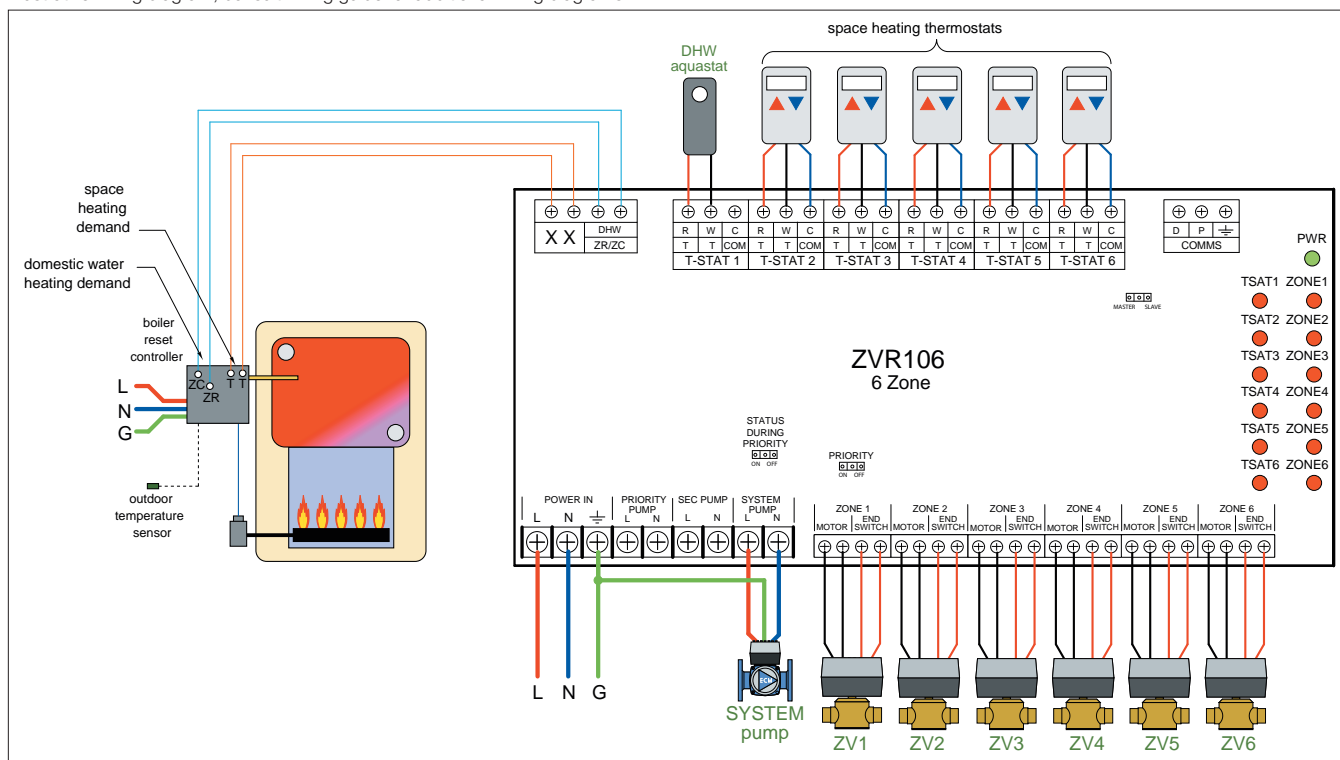 space heating thermostats
DHW
aquastat
space
heating
demand
domestic water
heating demand
boiler
reset
controller
ZC
ZR
T T
L
N
G
outdoor
temperature
sensor
X X
DHW
ZR/ZC
R W C
T T COM
T-STAT 1
R W C
T T COM
T-STAT 2
R W C
T T COM
T-STAT 3
R W C
T T COM
T-STAT 4
R W C
T T COM
T-STAT 5
R W C
T T COM
T-STAT 6
D P
COMMS
PWR
MASTER SLAVE
TSAT1 ZONE1
TSAT2 ZONE2
TSAT3 ZONE3
TSAT4 ZONE4
TSAT5 ZONE5
TSAT6 ZONE6
ZVR106
6 Zone
STATUS
DURING
PRIORITY
ON OFF
PRIORITY
ON OFF
POWER IN
L N
PRIORITY
PUMP
L N
SEC PUMP
L N
SYSTEM
PUMP
L N
ZONE 1
MOTOR
END
SWITCH
ZONE 2
MOTOR
END
SWITCH
ZONE 3
MOTOR
END
SWITCH
ZONE 4
MOTOR
END
SWITCH
ZONE 5
MOTOR
END
SWITCH
ZONE 6
MOTOR
END
SWITCH
L N G
ECM
SYSTEM
pump
ZV1
ZV2
ZV3
ZV4
ZV5
ZV6